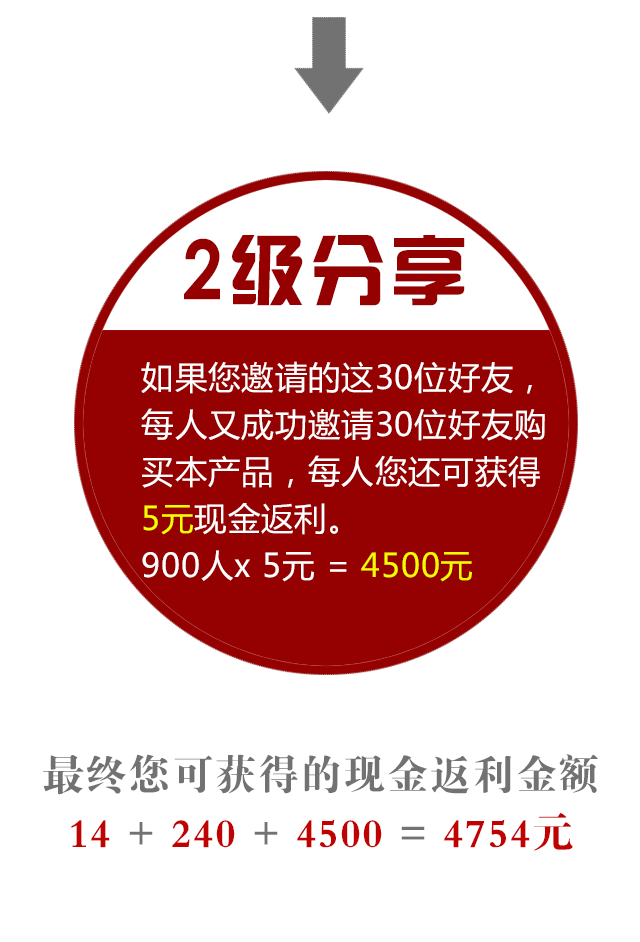 2级分享
如果您邀请的这30位好友，
每人又成功邀请30位好友购
买本产品，每人您还可获得
5元现金返利。
900人x 5元 = 4500元
最终您可获得的现金返利金额
14 + 240 + 4500 = 4754元